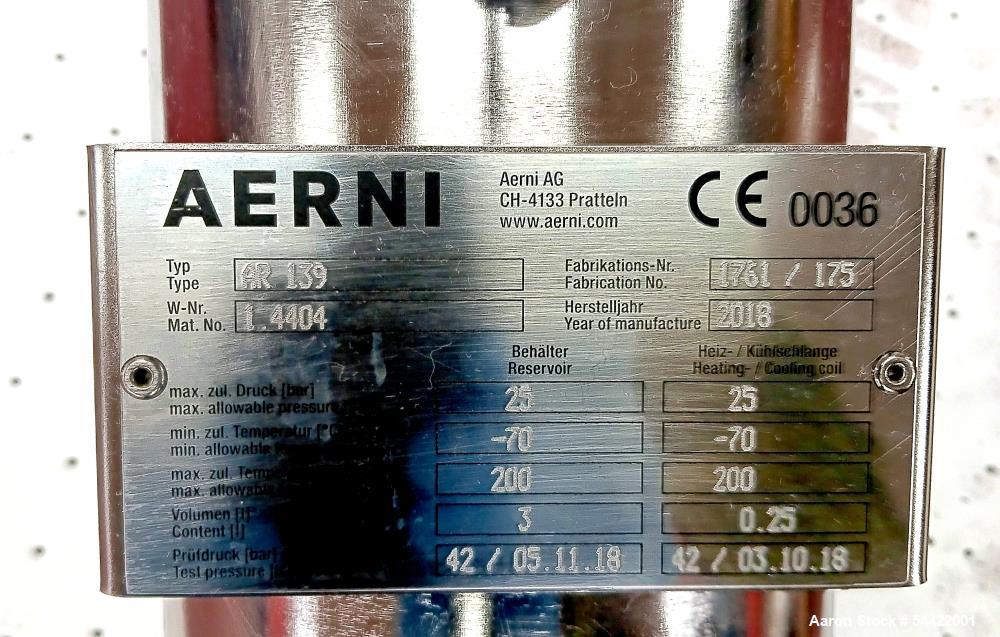 AERNI
Aerni AG
CH-4133 Pratteln
www.aerni.com
CE 0036
Typ
Type
AR 139
Fabrikations-Nr.
Fabrication No.
1761 / 175
W-Nr.
Mat. No.
1.4404
Herstelljahr
Year of manufacture
2018
Behälter
Reservoir
Heiz- / Kühlschlange
Heating- / Cooling coil
max. zul. Druck [bar]
max. allowable pressure
25
25
min. zul. Temperatur [°C
min. allowable
-70
-70
max. zul. Temp
max. allowable
200
200
Volumen [l]
Content [l]
3
0.25
Prüfdruck [bar]
Test pressure
42 / 05.11.18
42 / 03.10.18
Aaron Stock # 54422001